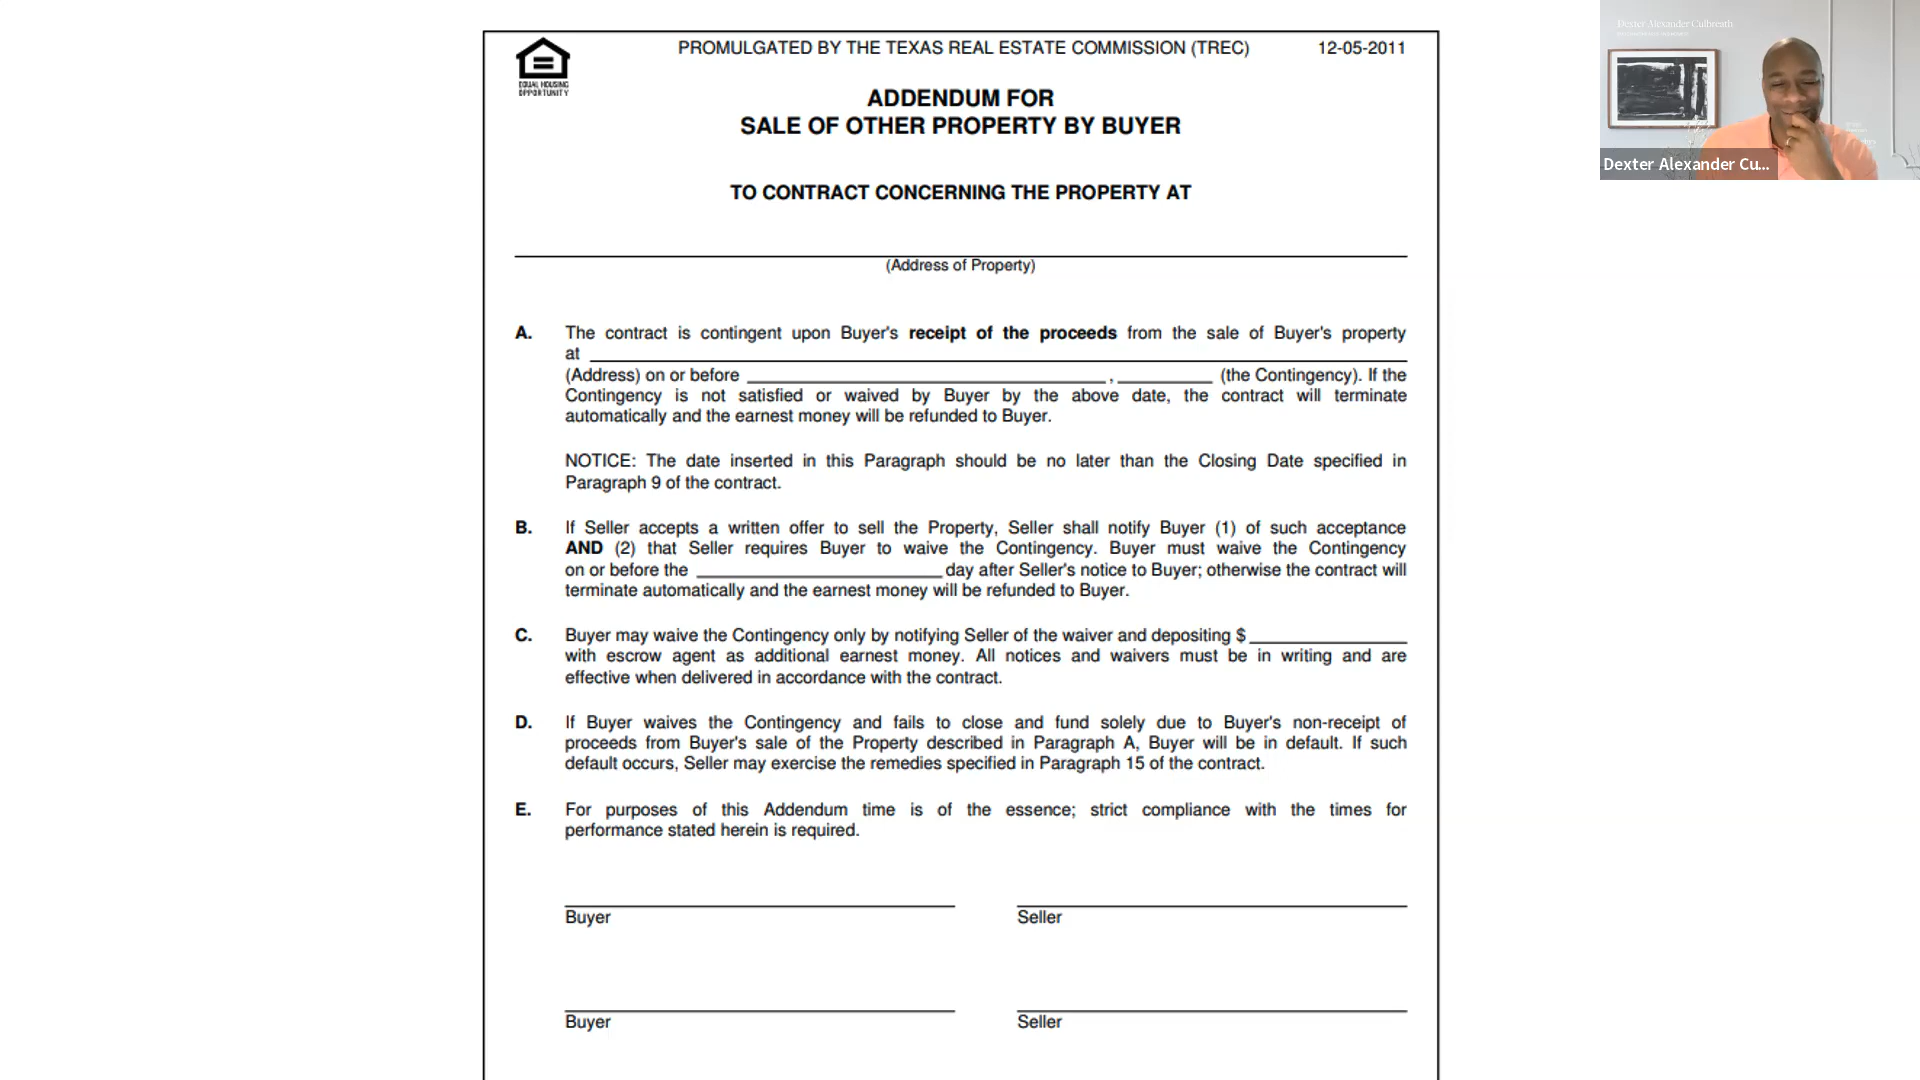 PROMULGATED BY THE TEXAS REAL ESTATE COMMISSION (TREC) 12-05-2011
EQUAL HOUSING
OPPORTUNITY
ADDENDUM FOR
SALE OF OTHER PROPERTY BY BUYER
TO CONTRACT CONCERNING THE PROPERTY AT
(Address of Property)
A. The contract is contingent upon Buyer's receipt of the proceeds from the sale of Buyer's property
at
(Address) on or before , (the Contingency). If the
Contingency is not satisfied or waived by Buyer by the above date, the contract will terminate
automatically and the earnest money will be refunded to Buyer.
NOTICE: The date inserted in this Paragraph should be no later than the Closing Date specified in
Paragraph 9 of the contract.
B. If Seller accepts a written offer to sell the Property, Seller shall notify Buyer (1) of such acceptance
AND (2) that Seller requires Buyer to waive the Contingency. Buyer must waive the Contingency
on or before the day after Seller's notice to Buyer; otherwise the contract will
terminate automatically and the earnest money will be refunded to Buyer.
C. Buyer may waive the Contingency only by notifying Seller of the waiver and depositing $
with escrow agent as additional earnest money. All notices and waivers must be in writing and are
effective when delivered in accordance with the contract.
D. If Buyer waives the Contingency and fails to close and fund solely due to Buyer's non-receipt of
proceeds from Buyer's sale of the Property described in Paragraph A, Buyer will be in default. If such
default occurs, Seller may exercise the remedies specified in Paragraph 15 of the contract.
E. For purposes of this Addendum time is of the essence; strict compliance with the times for
performance stated herein is required.
Buyer Seller
Buyer Seller
Dexter Alexander Culbreath
Dexter Alexander Cu...